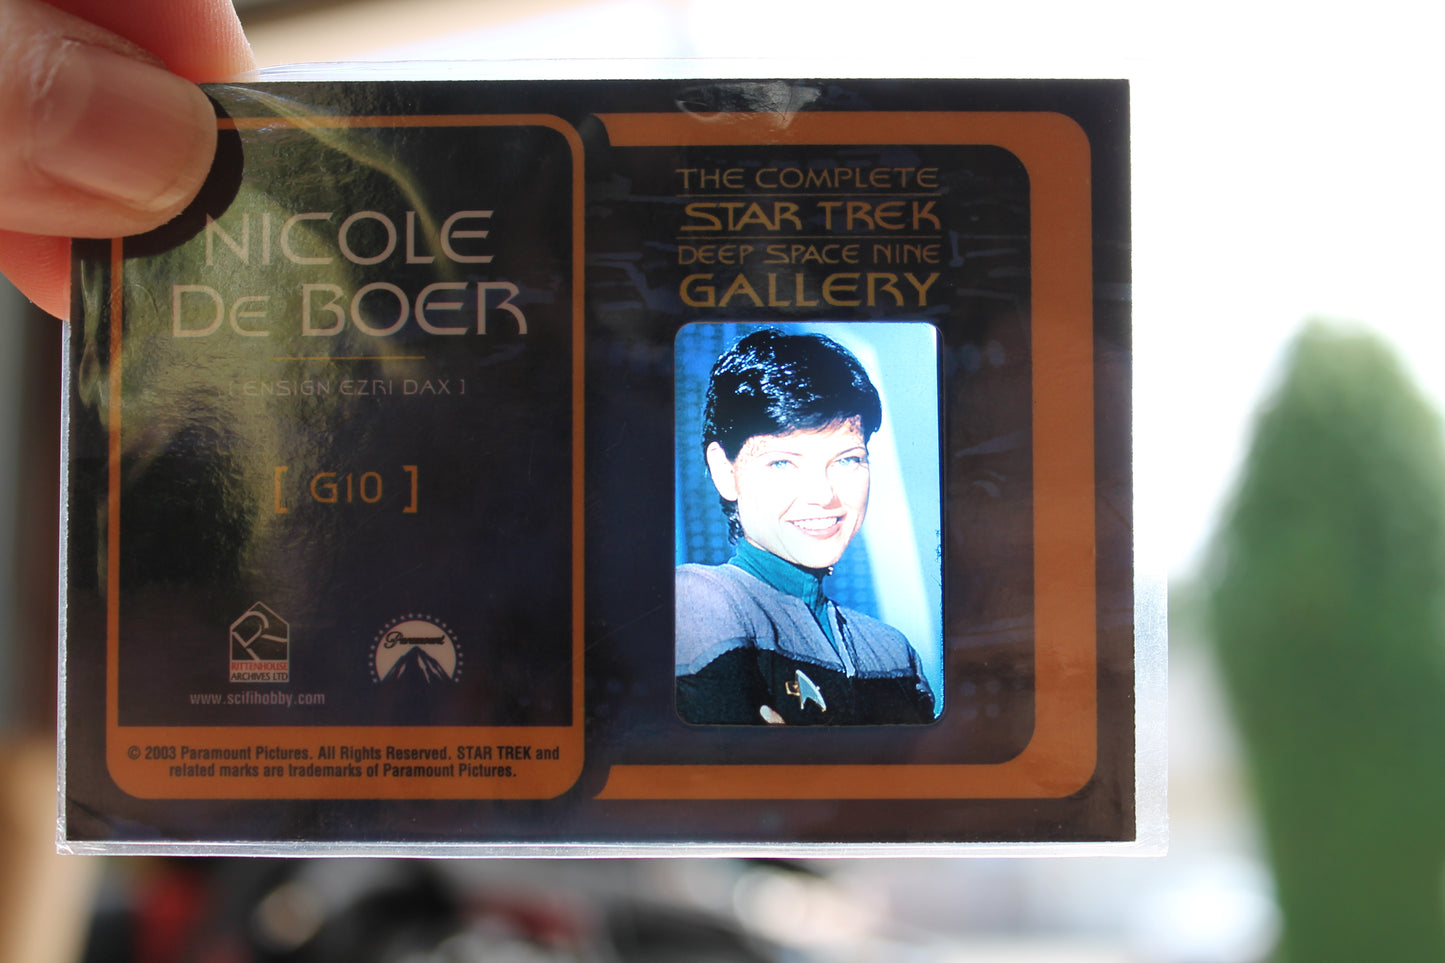 NICOLE
DE BOER
[ ENSIGN EZRI DAX ]
[ G10 ]
RITTENHOUSE
ARCHIVES LTD
www.scifihobby.com
Paramount
© 2003 Paramount Pictures. All Rights Reserved. STAR TREK and
related marks are trademarks of Paramount Pictures.
THE COMPLETE
STAR TREK
DEEP SPACE NINE
GALLERY